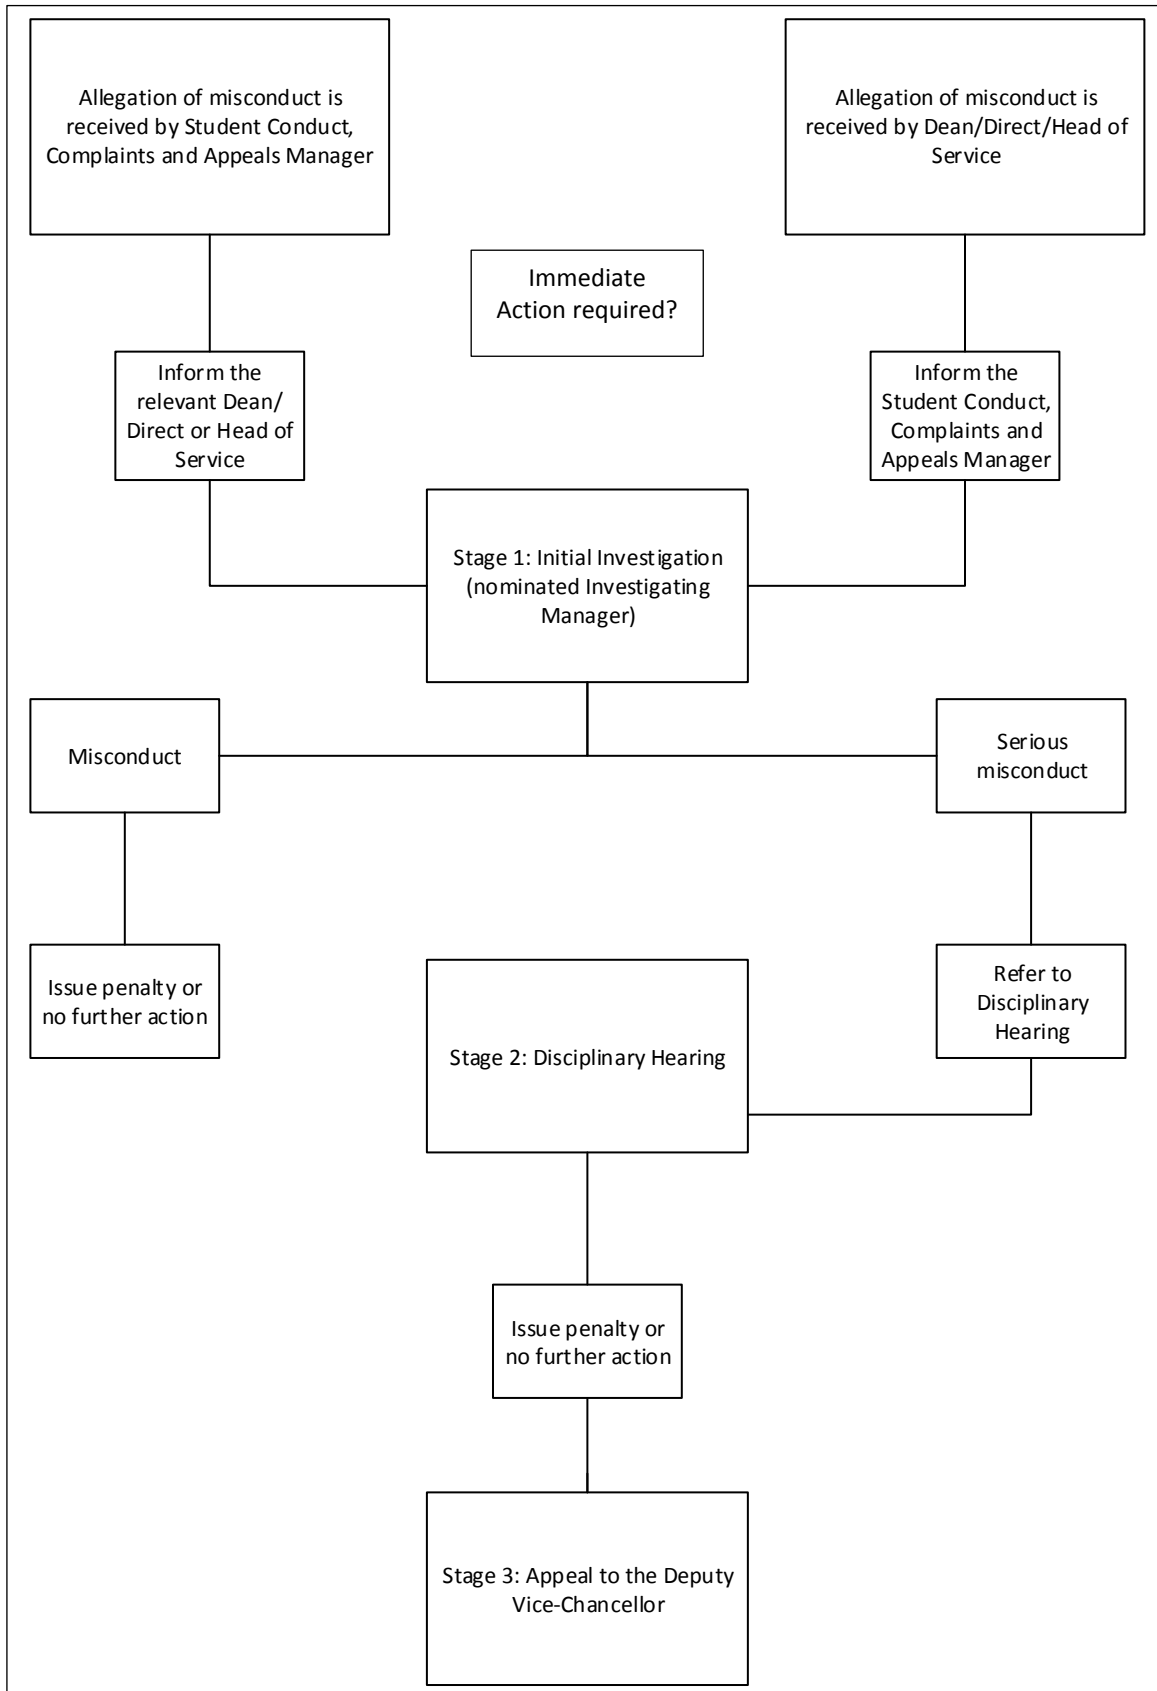 Allegation of misconduct is
received by Student Conduct,
Complaints and Appeals Manager
Allegation of misconduct is
received by Dean/Direct/Head of
Service
Immediate
Action required?
Inform the
relevant Dean/
Direct or Head of
Service
Inform the
Student Conduct,
Complaints and
Appeals Manager
Stage 1: Initial Investigation
(nominated Investigating
Manager)
Misconduct
Serious
misconduct
Issue penalty or
no further action
Refer to
Disciplinary
Hearing
Stage 2: Disciplinary Hearing
Issue penalty or
no further action
Stage 3: Appeal to the Deputy
Vice-Chancellor